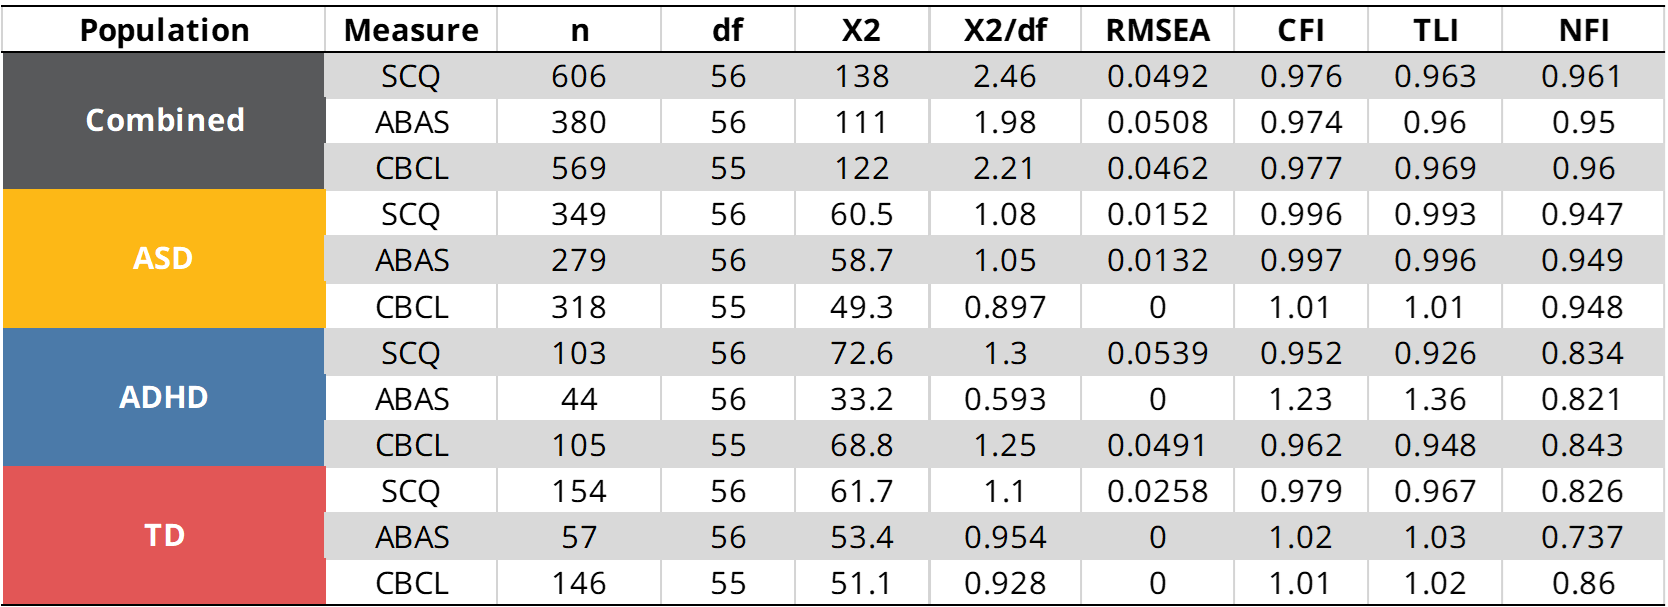 Population Measure n df X2 X2/df RMSEA CFI TLI NFI
SCQ 606 56 138 2.46 0.0492 0.976 0.963 0.961
Combined ABAS 380 56 111 1.98 0.0508 0.974 0.96 0.95
CBCL 569 55 122 2.21 0.0462 0.977 0.969 0.96
SCQ 349 56 60.5 1.08 0.0152 0.996 0.993 0.947
ASD ABAS 279 56 58.7 1.05 0.0132 0.997 0.996 0.949
CBCL 318 55 49.3 0.897 0 1.01 1.01 0.948
SCQ 103 56 72.6 1.3 0.0539 0.952 0.926 0.834
ADHD ABAS 44 56 33.2 0.593 0 1.23 1.36 0.821
CBCL 105 55 68.8 1.25 0.0491 0.962 0.948 0.843
SCQ 154 56 61.7 1.1 0.0258 0.979 0.967 0.826
TD ABAS 57 56 53.4 0.954 0 1.02 1.03 0.737
CBCL 146 55 51.1 0.928 0 1.01 1.02 0.86